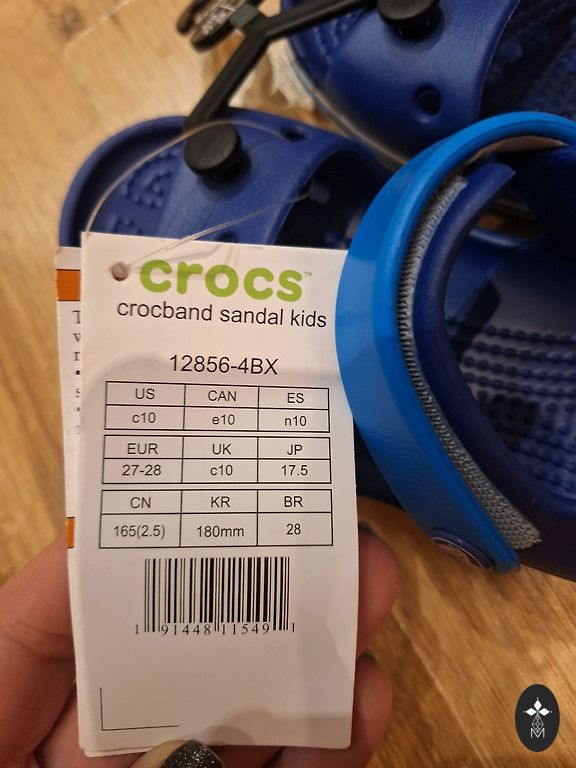 crocs™
crocband sandal kids
12856-4BX
US CAN ES
c10 e10 n10
EUR UK JP
27-28 c10 17.5
CN KR BR
165(2.5) 180mm 28
1 91448 11549 1
M